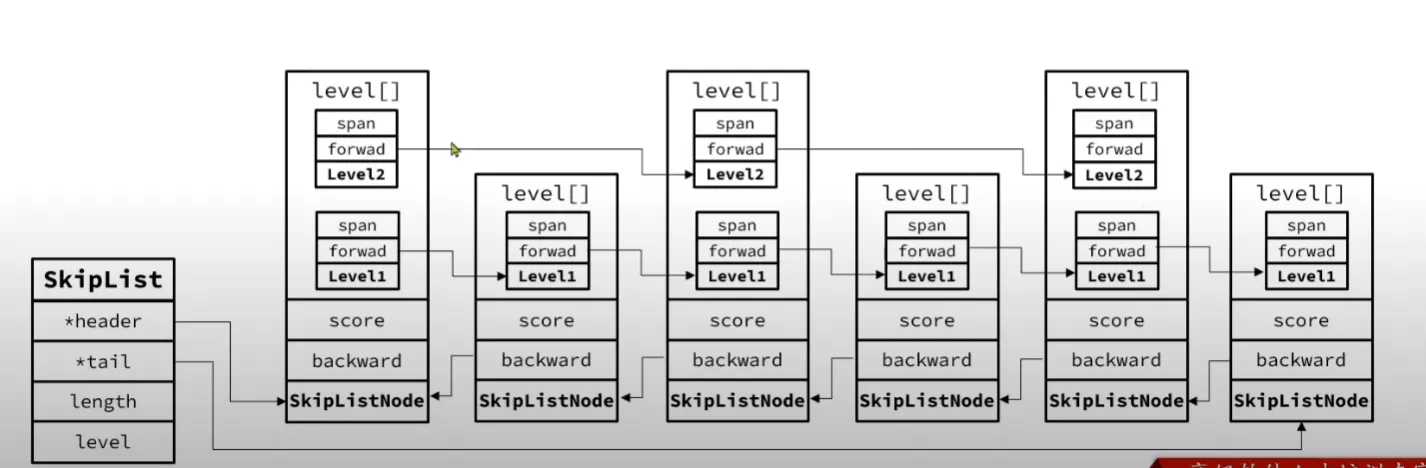 level[]
span
forwad
Level2
span
forwad
Level1
score
backward
SkipListNode
level[]
span
forwad
Level1
score
backward
SkipListNode
level[]
span
forwad
Level2
span
forwad
Level1
score
backward
SkipListNode
level[]
span
forwad
Level1
score
backward
SkipListNode
level[]
span
forwad
Level2
span
forwad
Level1
score
backward
SkipListNode
level[]
span
forwad
Level1
score
backward
SkipListNode
SkipList
*header
*tail
length
level